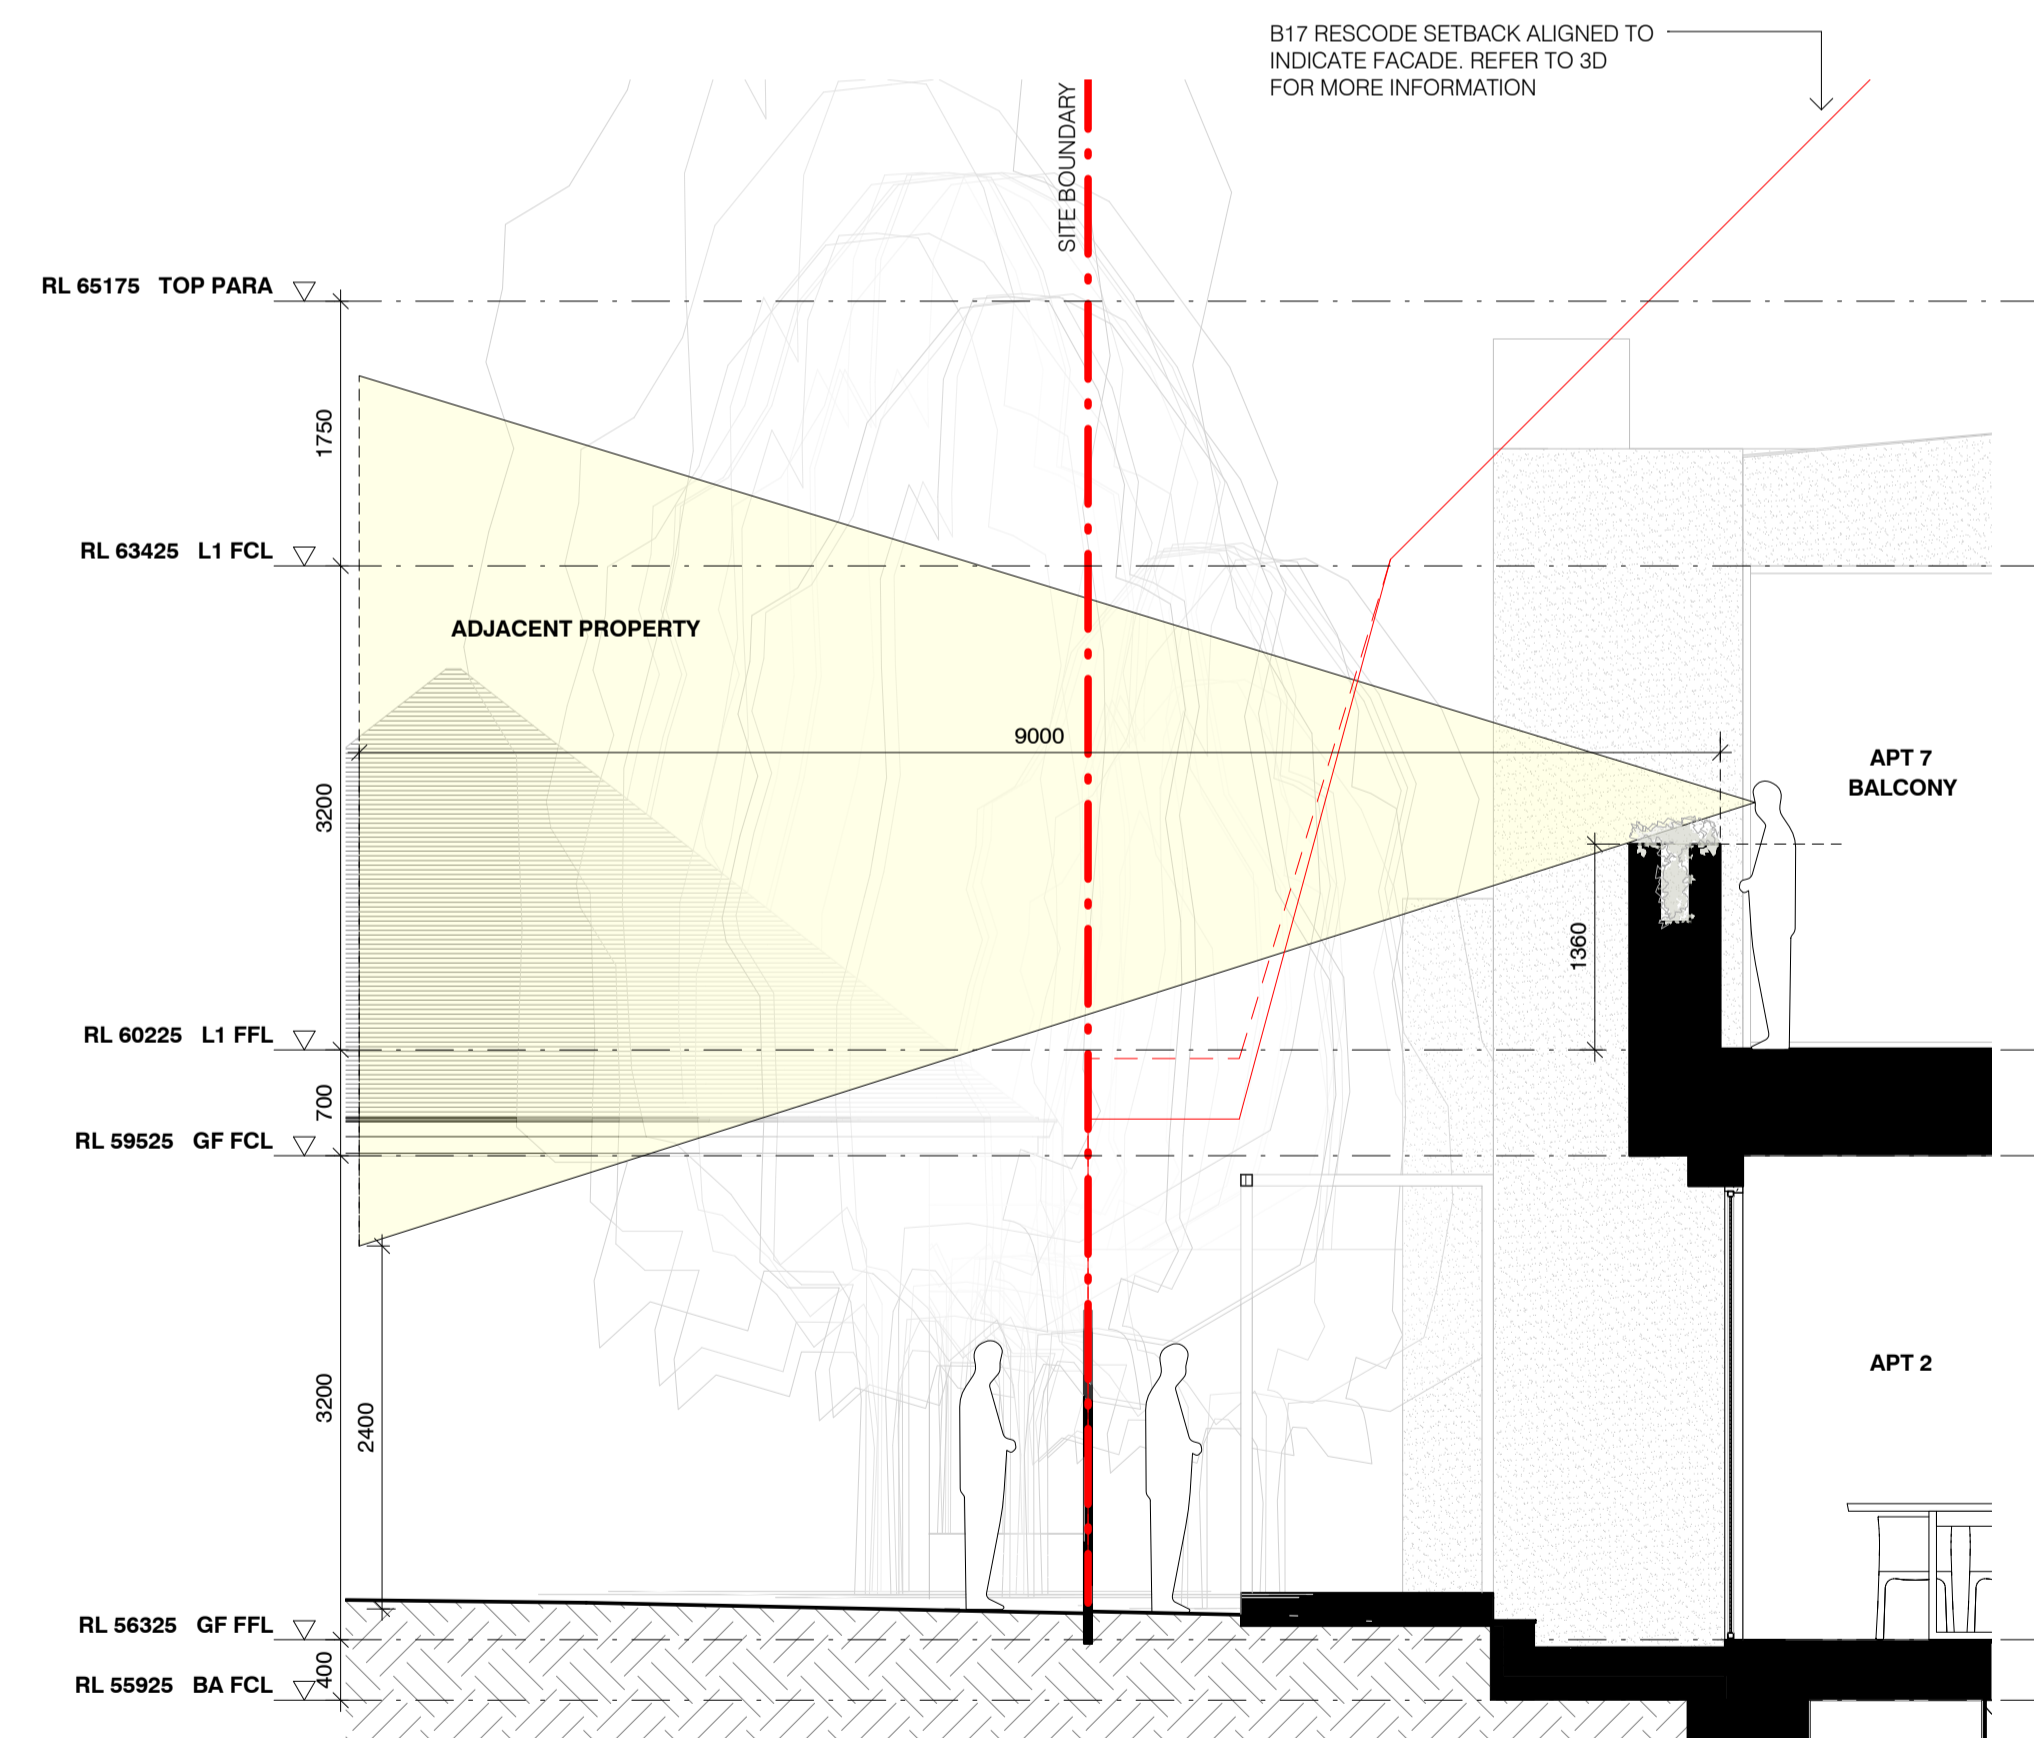 B17 RESCODE SETBACK ALIGNED TO
INDICATE FACADE. REFER TO 3D
FOR MORE INFORMATION
SITE BOUNDARY
RL 65175 TOP PARA
1750
RL 63425 L1 FCL
ADJACENT PROPERTY
9000
APT 7
BALCONY
3200
1360
RL 60225 L1 FFL
700
RL 59525 GF FCL
APT 2
3200
2400
RL 56325 GF FFL
400
RL 55925 BA FCL